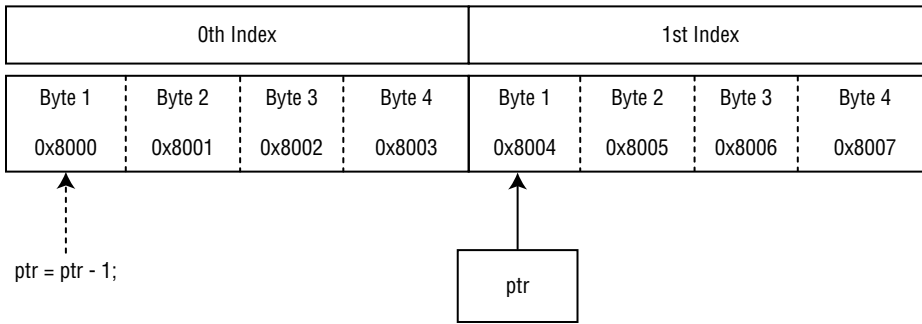 0th Index 1st Index
Byte 1 Byte 2 Byte 3 Byte 4 Byte 1 Byte 2 Byte 3 Byte 4
0x8000 0x8001 0x8002 0x8003 0x8004 0x8005 0x8006 0x8007
ptr = ptr - 1;
ptr